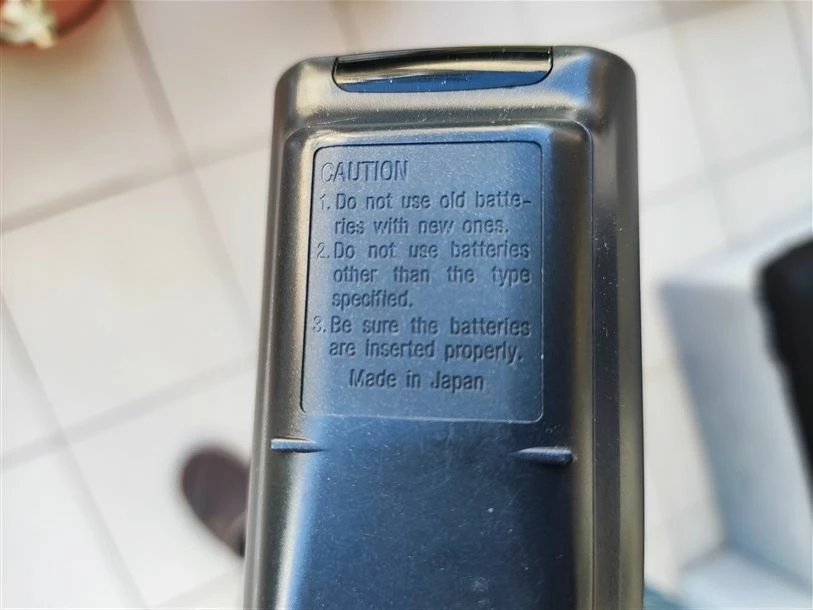 CAUTION
1. Do not use old batte-
ries with new ones.
2. Do not use batteries
other than the type
specified.
3. Be sure the batteries
are inserted properly.
Made in Japan